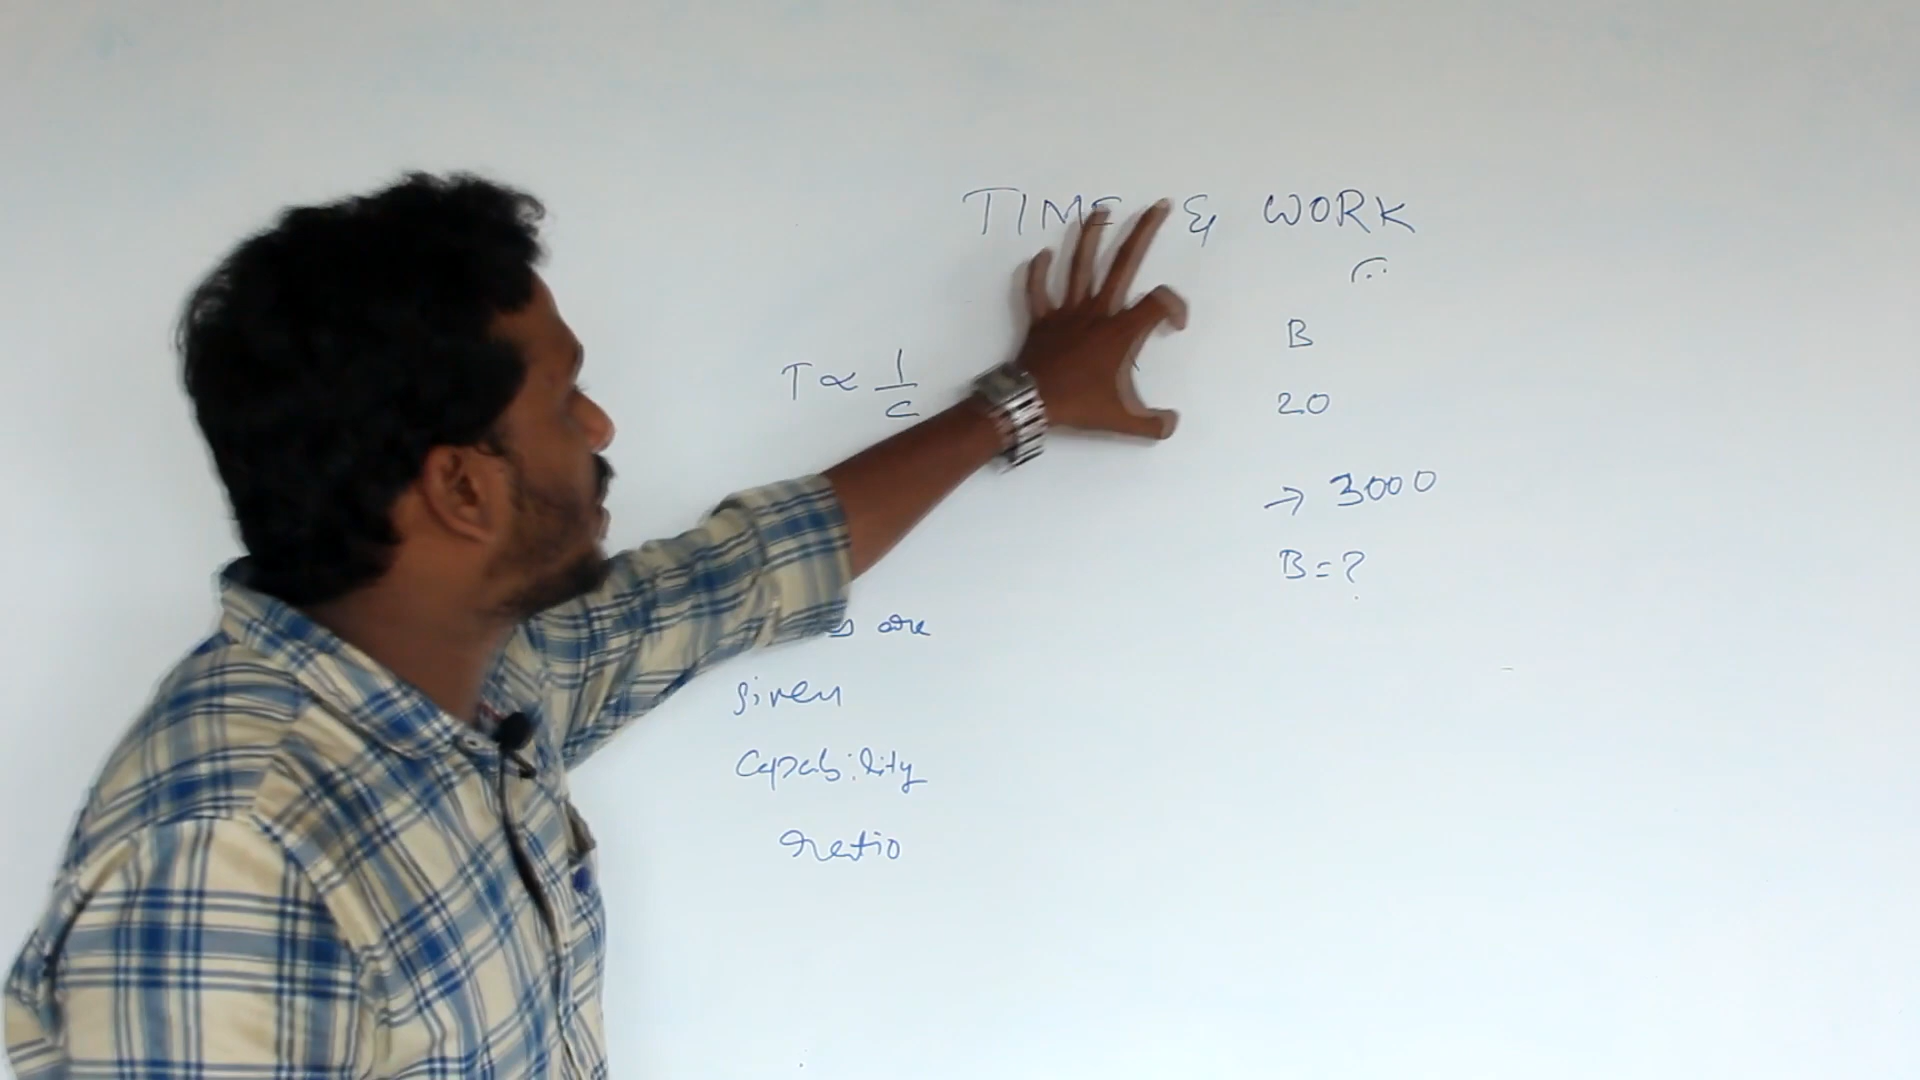 TIME & WORK
T ∝ 1/c
B
20
→ 3000
B = ?
are
given
Capability
ratio